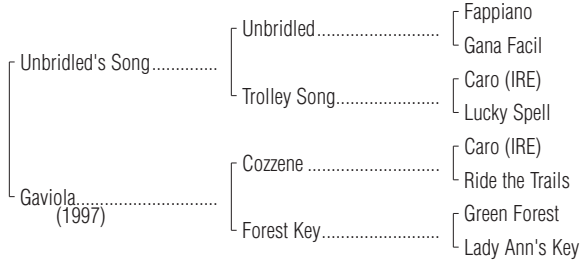 Fappiano
Unbridled
Gana Facil
Unbridled's Song
Caro (IRE)
Trolley Song
Lucky Spell
Caro (IRE)
Cozzene
Ride the Trails
Gaviola
(1997)
Green Forest
Forest Key
Lady Ann's Key